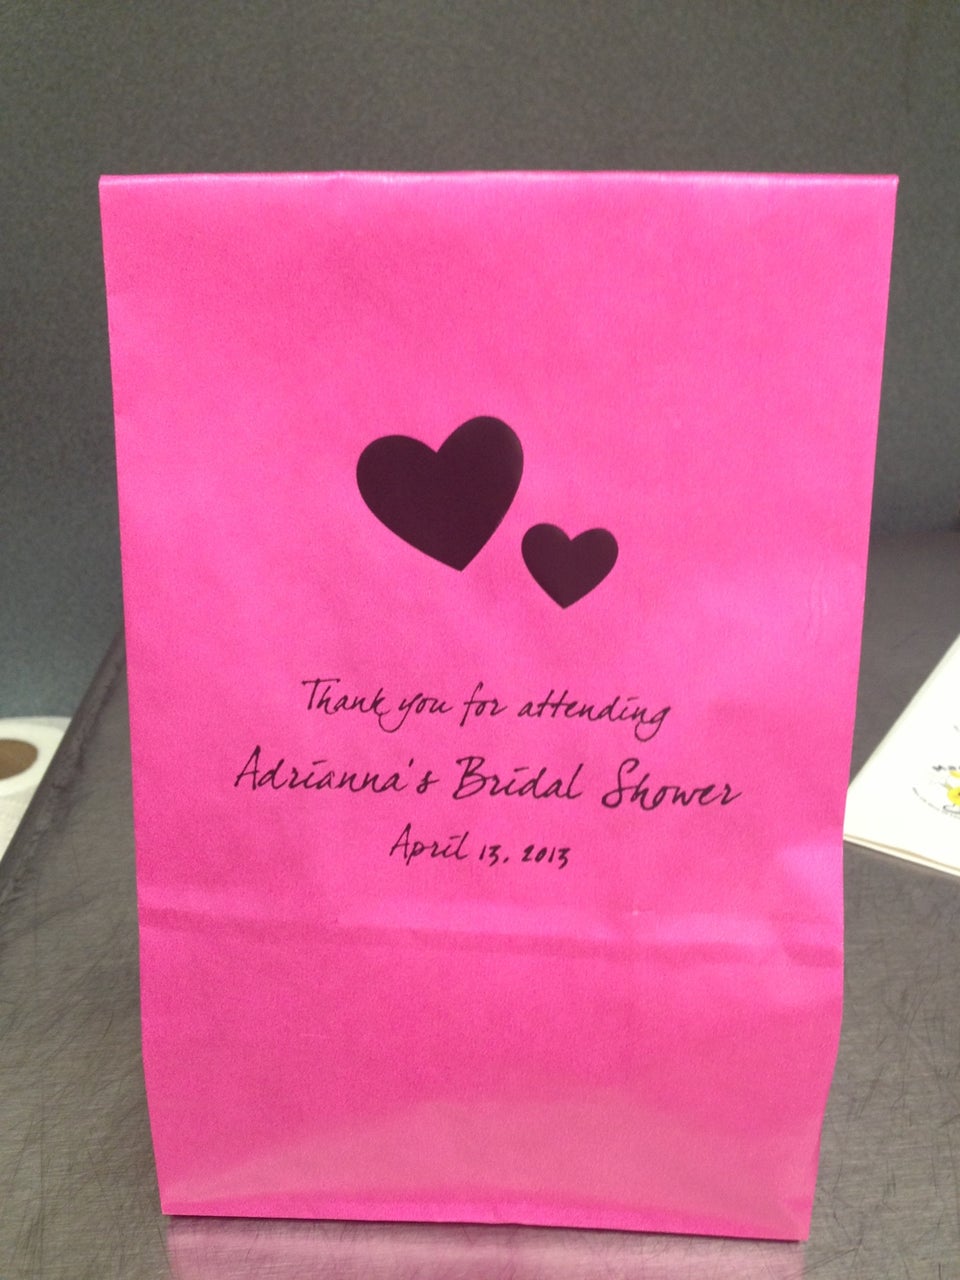 Thank you for attending
Adrianna's Bridal Shower
April 13, 2013